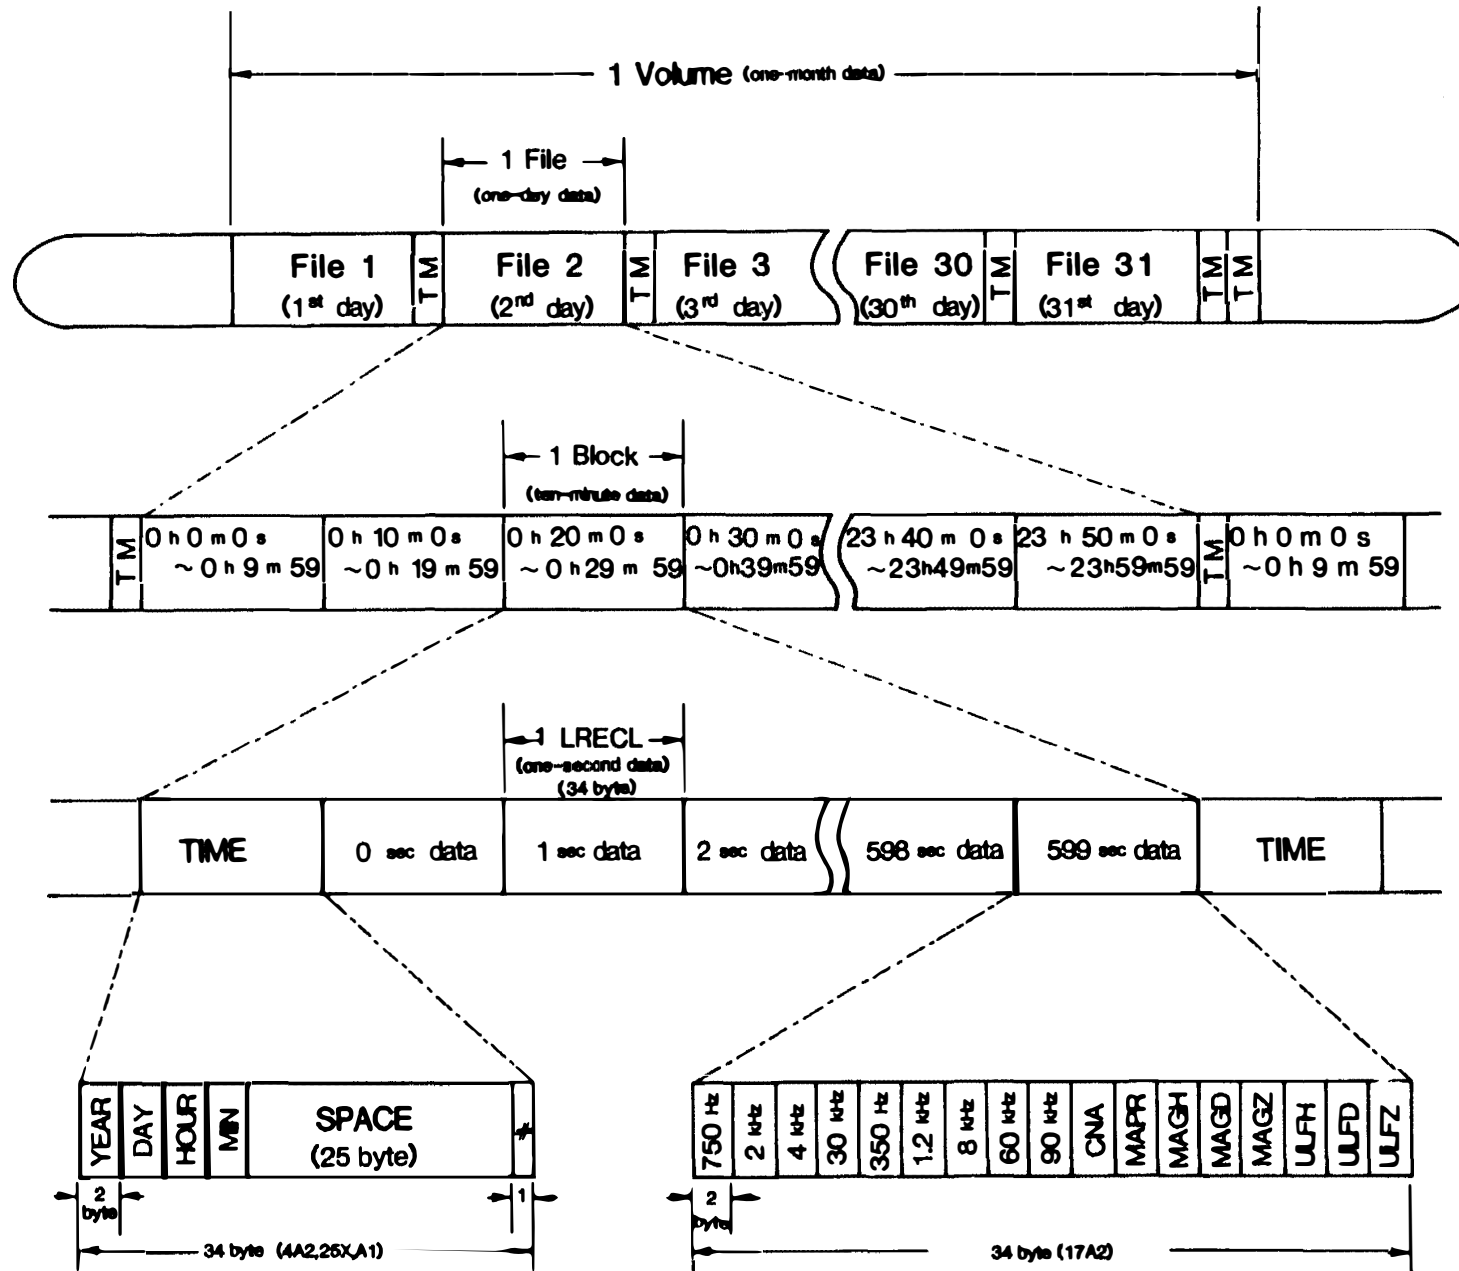 1 Volume (one-month data)
1 File
(one-day data)
File 1
(1st day)
TM
File 2
(2nd day)
TM
File 3
(3rd day)
File 30
(30th day)
TM
File 31
(31st day)
TM
TM
1 Block
(ten-minute data)
TM
0 h 0 m 0 s
~ 0 h 9 m 59
0 h 10 m 0 s
~ 0 h 19 m 59
0 h 20 m 0 s
~ 0 h 29 m 59
0 h 30 m 0 s
~0h39m59
23 h 40 m 0 s
~23h49m59
23 h 50 m 0 s
~23h59m59
TM
0 h 0 m 0 s
~0 h 9 m 59
1 LRECL
(one-second data)
(34 byte)
TIME
0 sec data
1 sec data
2 sec data
598 sec data
599 sec data
TIME
YEAR
DAY
HOUR
MIN
SPACE
(25 byte)
#
2
byte
1
34 byte (4A2,25X,A1)
750 Hz
2 kHz
4 kHz
30 kHz
350 Hz
1.2 kHz
8 kHz
60 kHz
90 kHz
CNA
MAPR
MAGH
MAGD
MAGZ
ULFH
ULFD
ULFZ
2
byte
34 byte (17A2)